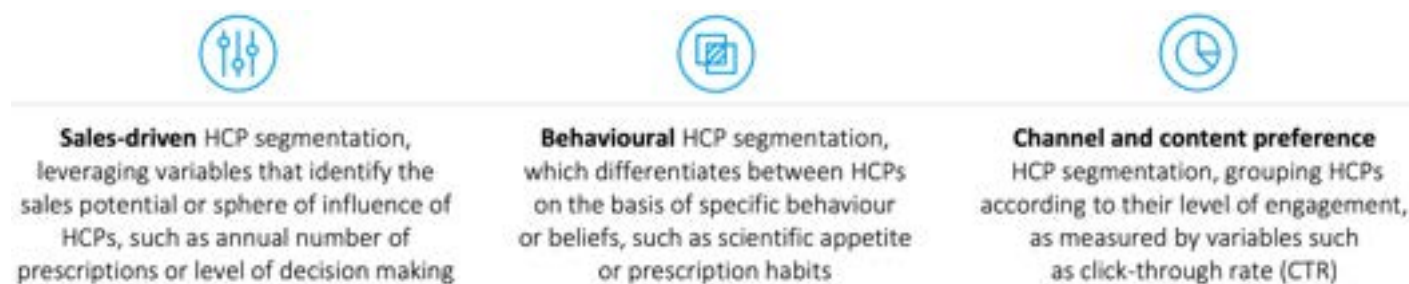 Sales-driven HCP segmentation,
leveraging variables that identify the
sales potential or sphere of influence of
HCPs, such as annual number of
prescriptions or level of decision making
Behavioural HCP segmentation,
which differentiates between HCPs
on the basis of specific behaviour
or beliefs, such as scientific appetite
or prescription habits
Channel and content preference
HCP segmentation, grouping HCPs
according to their level of engagement,
as measured by variables such
as click-through rate (CTR)